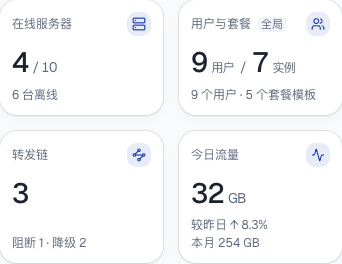 在线服务器
4 / 10
6 台离线
用户与套餐 全局
9 用户 / 7 实例
9 个用户 · 5 个套餐模板
转发链
3
阻断 1 · 降级 2
今日流量
32 GB
较昨日 ↑ 8.3%
本月 254 GB